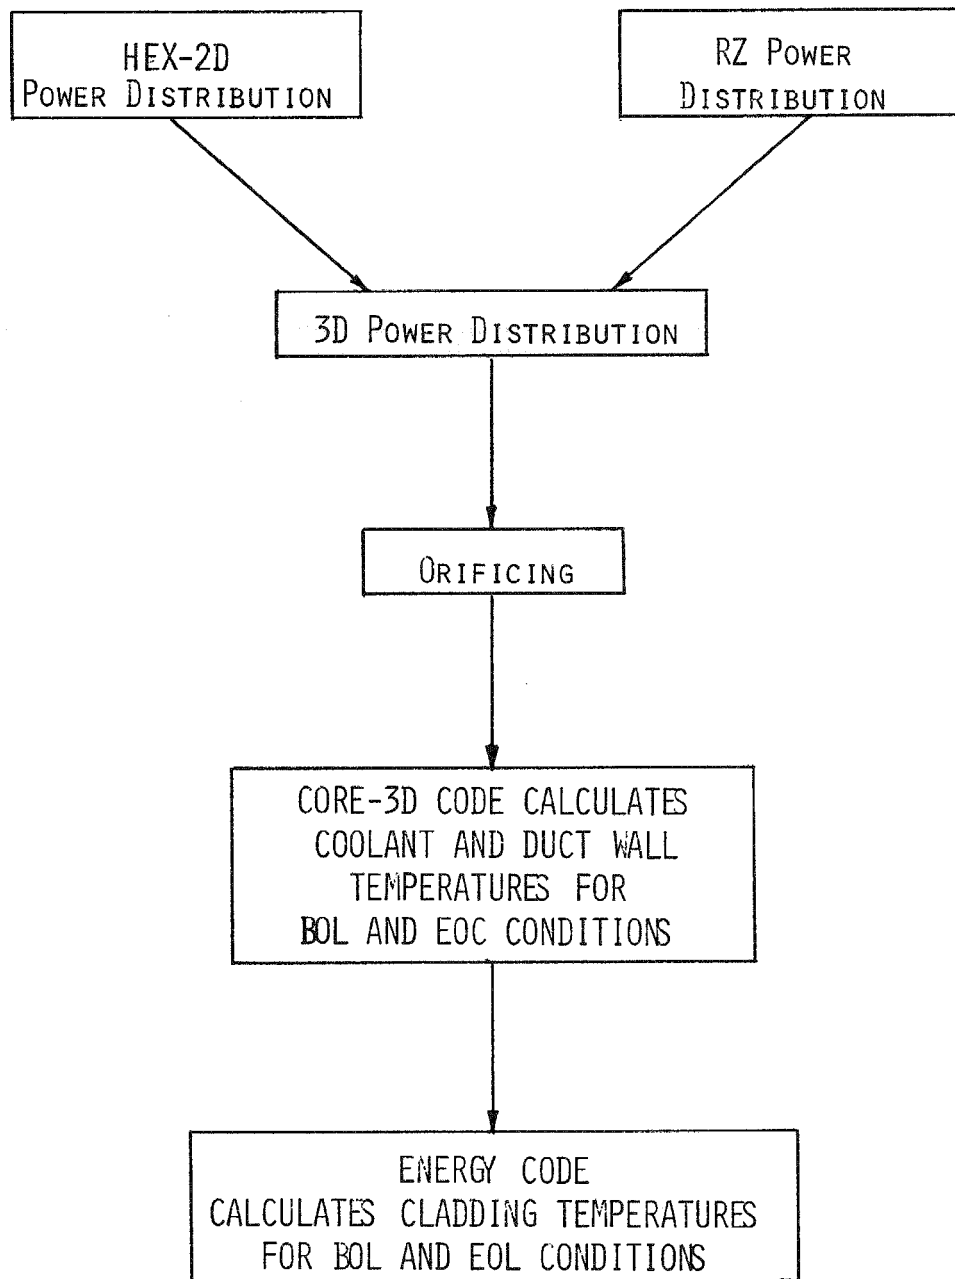 HEX-2D
POWER DISTRIBUTION
RZ POWER
DISTRIBUTION
3D POWER DISTRIBUTION
ORIFICING
CORE-3D CODE CALCULATES
COOLANT AND DUCT WALL
TEMPERATURES FOR
BOL AND EOC CONDITIONS
ENERGY CODE
CALCULATES CLADDING TEMPERATURES
FOR BOL AND EOL CONDITIONS